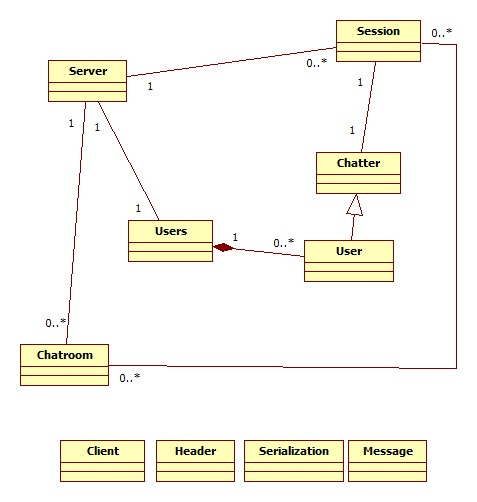 Session
0..*
Server
1
0..*
1
1
1
1
Chatter
1
Users
1
0..*
User
0..*
Chatroom
0..*
Client
Header
Serialization
Message